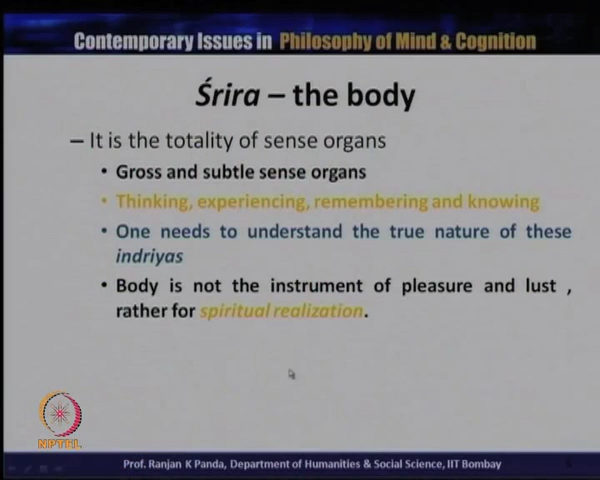 Contemporary Issues in Philosophy of Mind & Cognition
Śrira – the body
– It is the totality of sense organs
• Gross and subtle sense organs
• Thinking, experiencing, remembering and knowing
• One needs to understand the true nature of these
indriyas
• Body is not the instrument of pleasure and lust ,
rather for spiritual realization.
NPTEL
Prof. Ranjan K Panda, Department of Humanities & Social Science, IIT Bombay